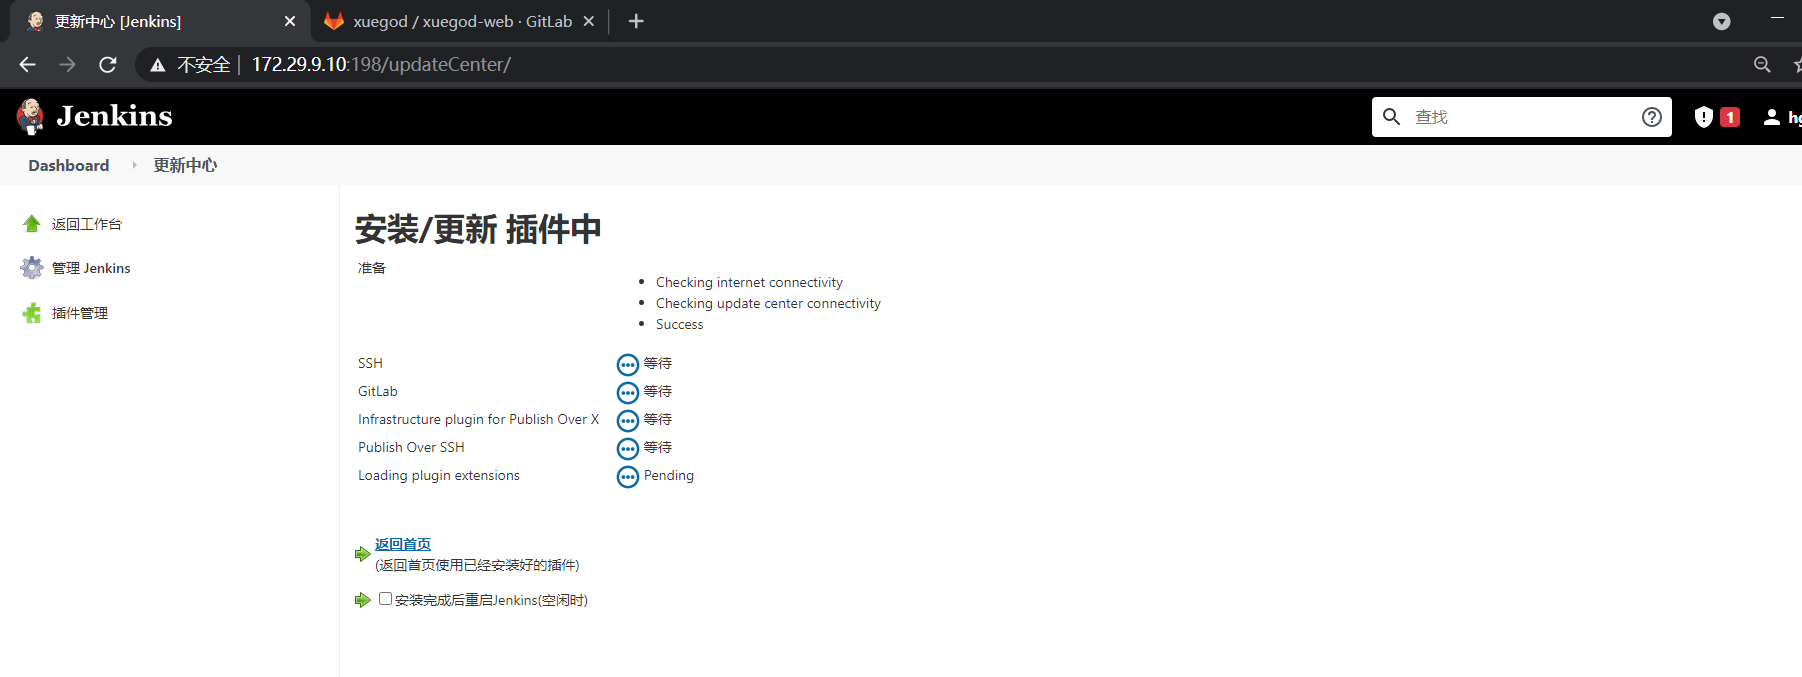 更新中心 [Jenkins]
xuegod / xuegod-web · GitLab
不安全 172.29.9.10:198/updateCenter/
Jenkins
查找
1
Dashboard
更新中心
返回工作台
管理 Jenkins
插件管理
安装/更新 插件中
准备
Checking internet connectivity
Checking update center connectivity
Success
SSH 等待
GitLab 等待
Infrastructure plugin for Publish Over X 等待
Publish Over SSH 等待
Loading plugin extensions Pending
返回首页
(返回首页使用已经安装好的插件)
安装完成后重启Jenkins(空闲时)